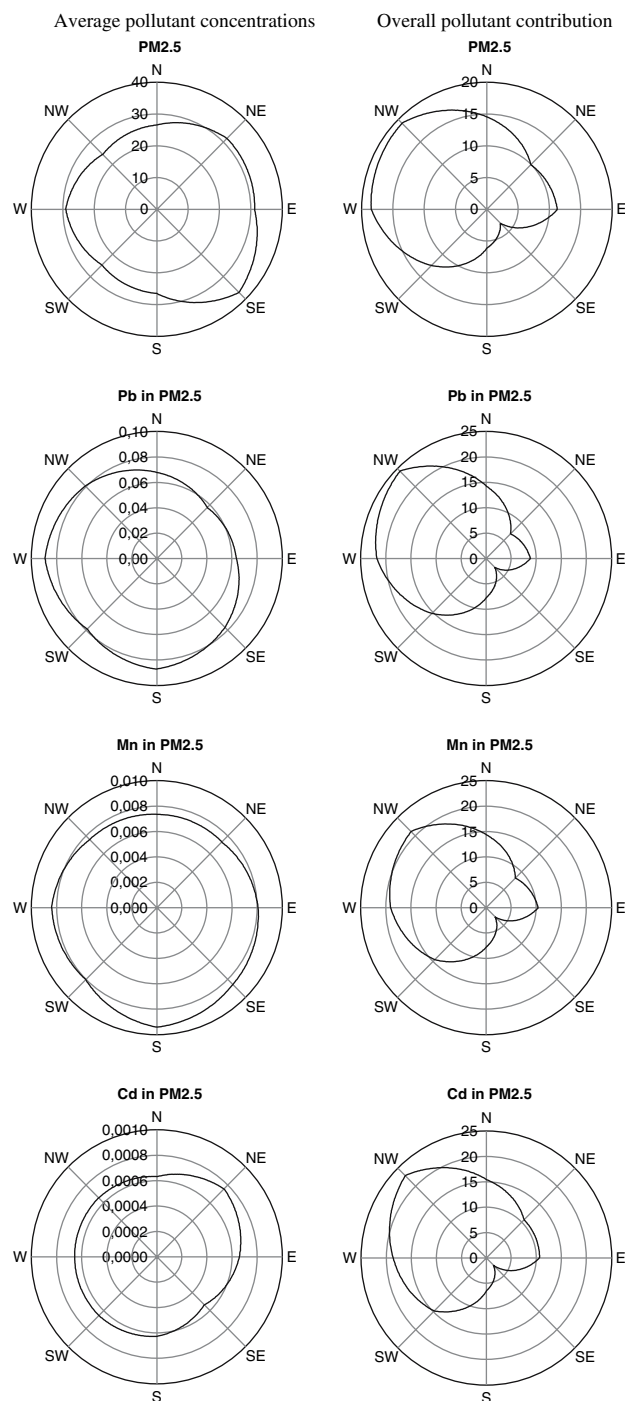 Average pollutant concentrations
Overall pollutant contribution
PM2.5
N
40
NW
NE
30
20
10
W
0
E
SW
SE
S
PM2.5
N
20
NW
NE
15
10
5
W
0
E
SW
SE
S
Pb in PM2.5
N
0,10
NW
NE
0,08
0,06
0,04
0,02
W
0,00
E
SW
SE
S
Pb in PM2.5
N
25
NW
NE
20
15
10
5
W
0
E
SW
SE
S
Mn in PM2.5
N
0,010
NW
NE
0,008
0,006
0,004
0,002
W
0,000
E
SW
SE
S
Mn in PM2.5
N
25
NW
NE
20
15
10
5
W
0
E
SW
SE
S
Cd in PM2.5
N
0,0010
NW
NE
0,0008
0,0006
0,0004
0,0002
W
0,0000
E
SW
SE
S
Cd in PM2.5
N
25
NW
NE
20
15
10
5
W
0
E
SW
SE
S